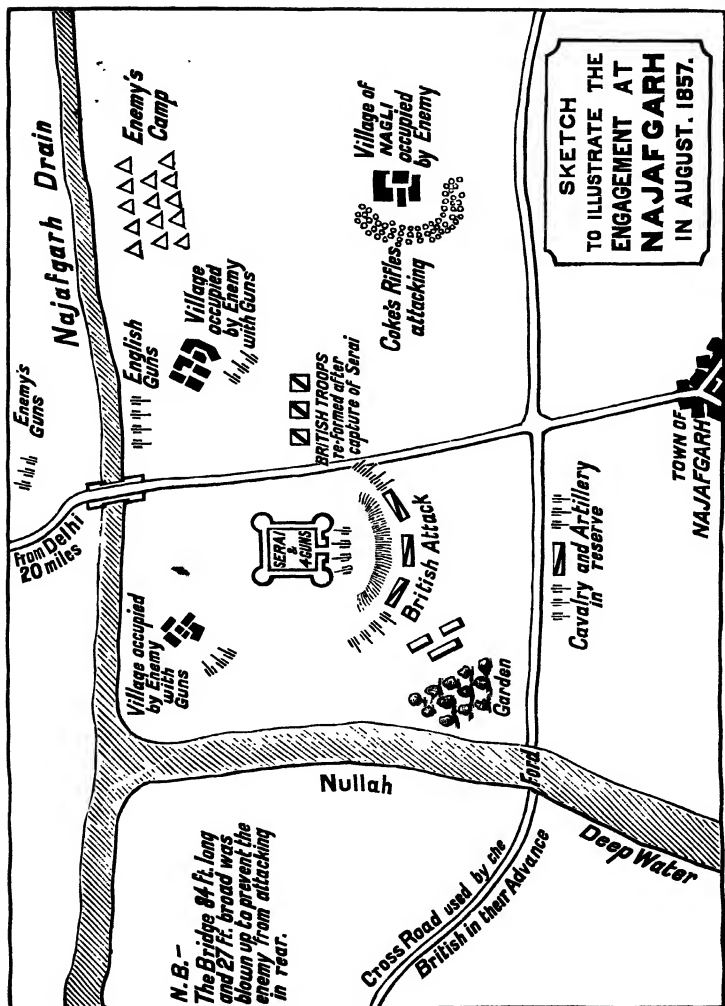 SKETCH
TO ILLUSTRATE THE
ENGAGEMENT AT
NAJAFGARH
IN AUGUST. 1857.
Najafgarh Drain
Enemy's
Guns
From Delhi
20 miles
English
Guns
Enemy's
Camp
Village
occupied
by Enemy
with Guns
Village of
NAGLI
occupied
by Enemy
Coke's Rifles
attacking
BRITISH TROOPS
re-formed after
capture of Serai
SERAI
&
4 GUNS
Village occupied
by Enemy
with
Guns
British Attack
Garden
Cavalry and Artillery
in reserve
TOWN OF
NAJAFGARH
Nullah
Ford
Deep Water
Cross Road used by the
British in their Advance
N.B.-
The Bridge 84 ft. long
and 27 ft. broad was
blown up to prevent the
enemy from attacking
in rear.